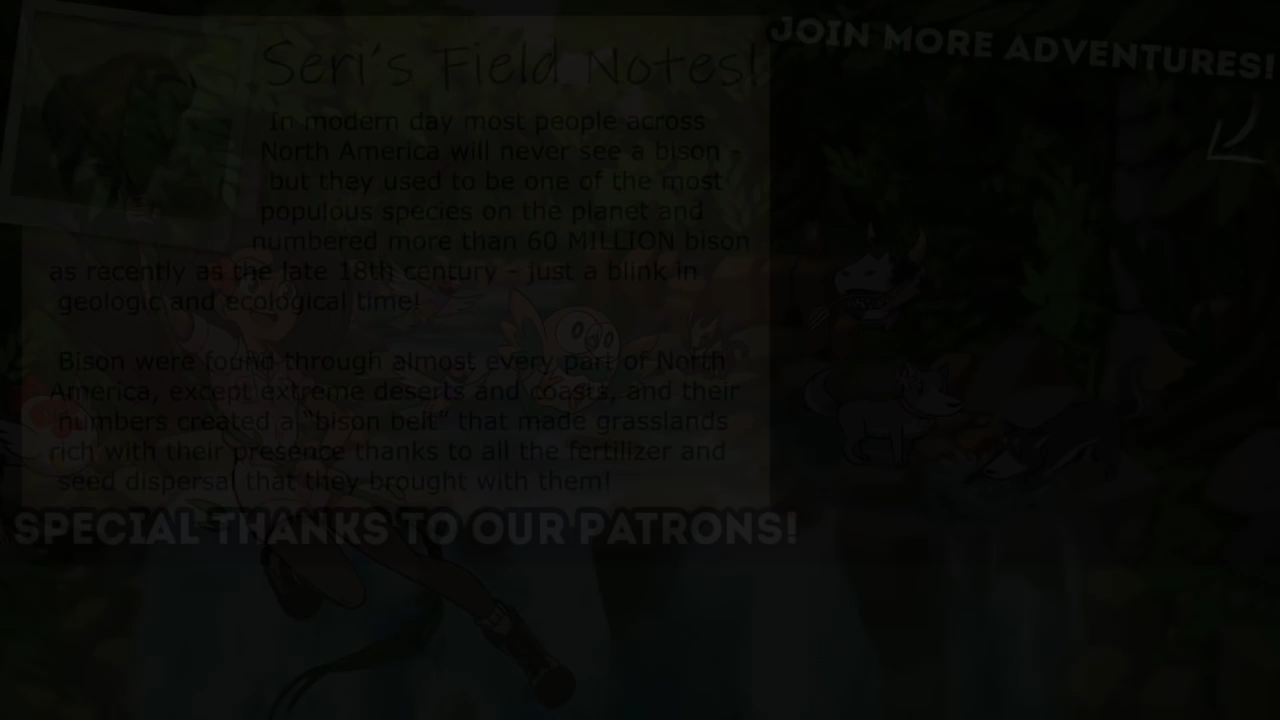 Seri's Field Notes!
JOIN MORE ADVENTURES!
In modern day most people across
North America will never see a bison -
but they used to be one of the most
populous species on the planet and
numbered more than 60 MILLION bison
as recently as the late 18th century - just a blink in
geologic and ecological time!
Bison were found through almost every part of North
America, except extreme deserts and coasts, and their
numbers created a "bison belt" that made grasslands
rich with their presence thanks to all the fertilizer and
seed dispersal that they brought with them!
SPECIAL THANKS TO OUR PATRONS!